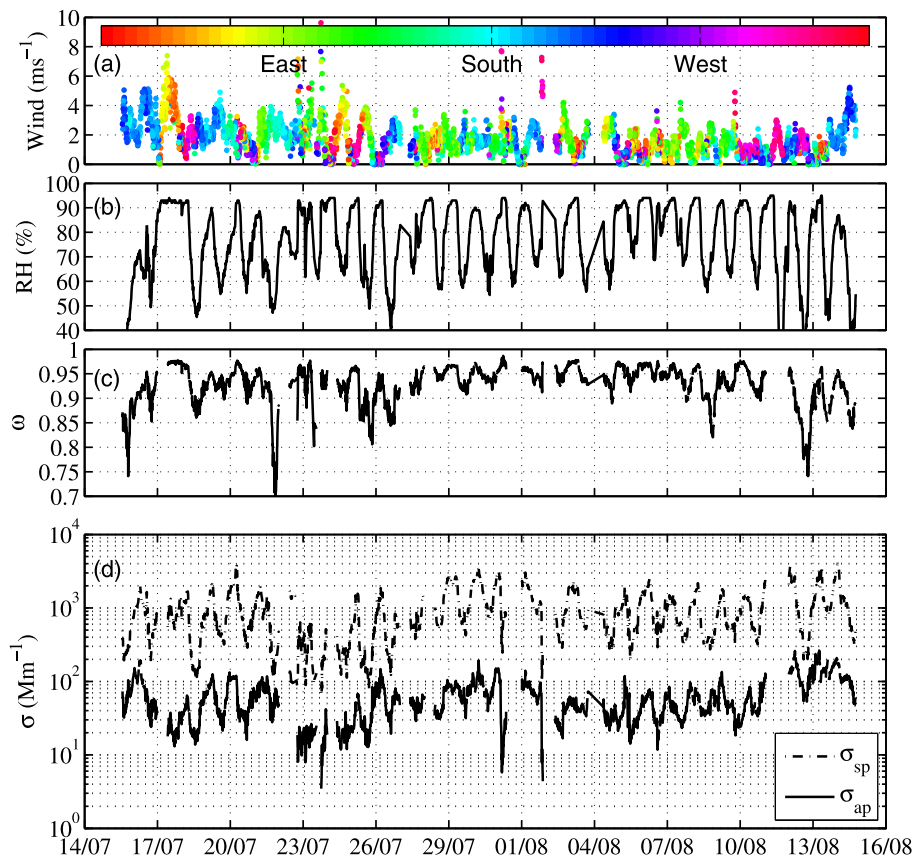 10
8
6
4
2
0
Wind (ms⁻¹)
(a)
East
South
West
100
90
80
70
60
50
40
RH (%)
(b)
1
0.95
0.9
0.85
0.8
0.75
0.7
ω
(c)
10⁴
10³
10²
10¹
10⁰
σ (Mm⁻¹)
(d)
σsp
σap
14/07 17/07 20/07 23/07 26/07 29/07 01/08 04/08 07/08 10/08 13/08 16/08